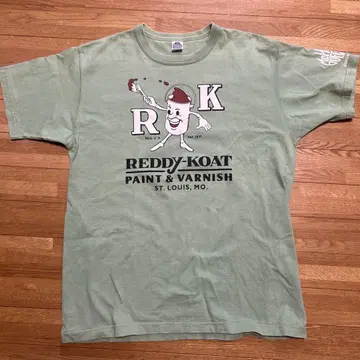 R K
REDDY-KOAT
PAINT & VARNISH
ST. LOUIS, MO.